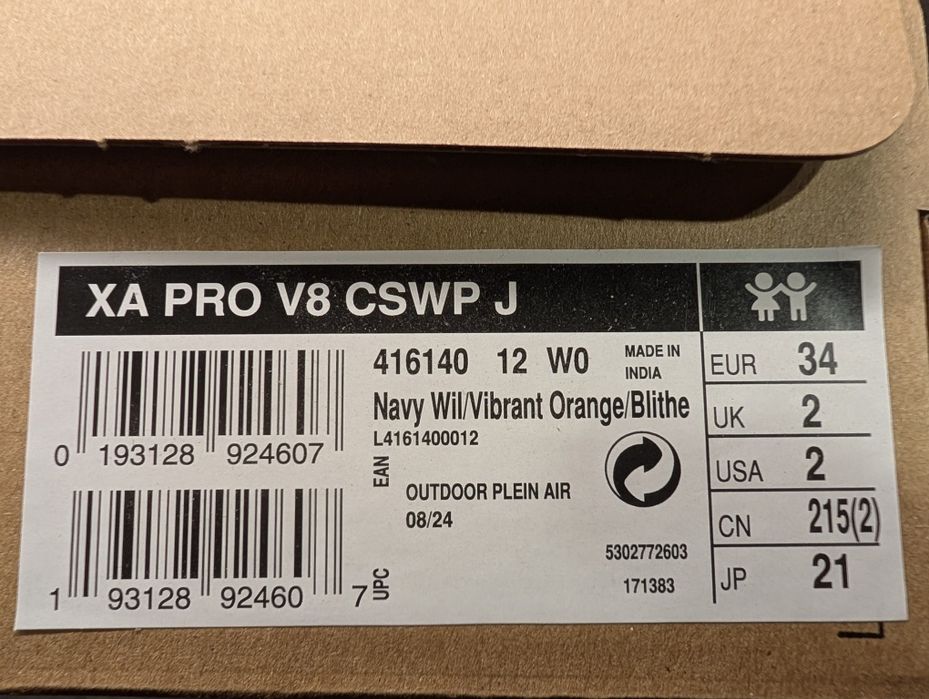 XA PRO V8 CSWP J
416140 12 W0 MADE IN INDIA
Navy Wil/Vibrant Orange/Blithe
L4161400012
0 193128 924607 EAN
OUTDOOR PLEIN AIR
08/24
1 93128 92460 7 UPC
5302772603
171383
EUR 34
UK 2
USA 2
CN 215(2)
JP 21